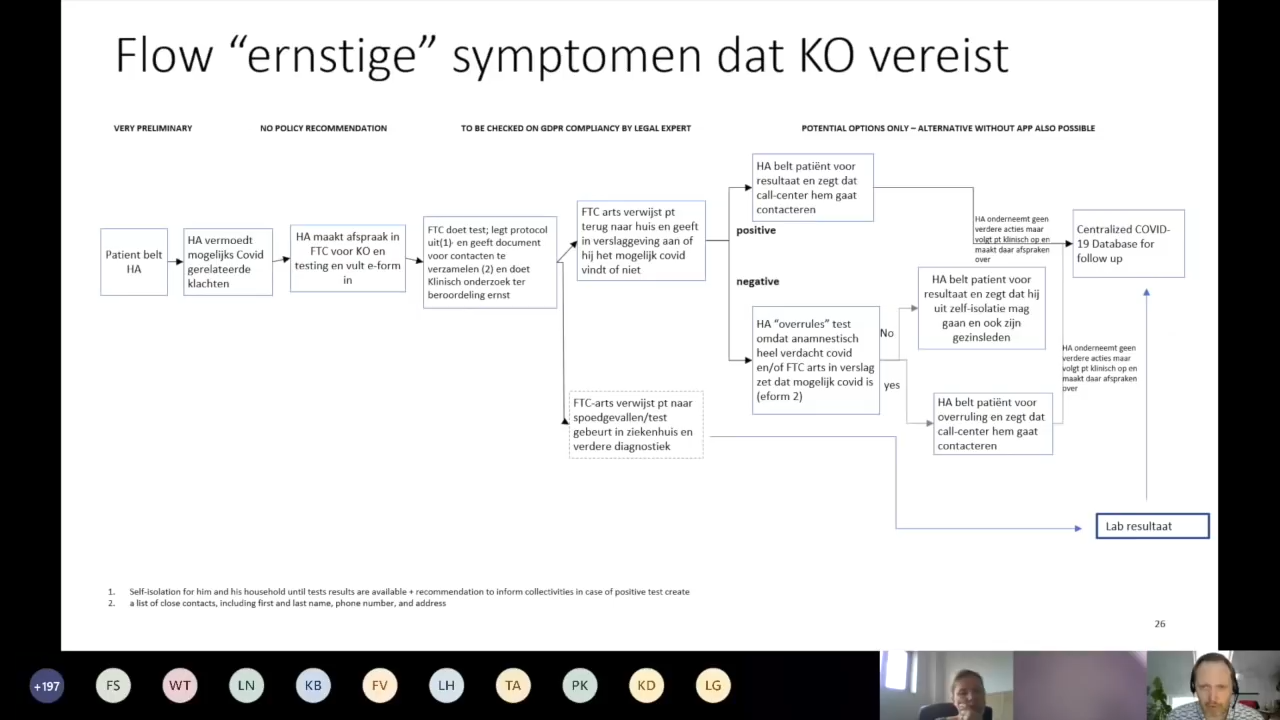 Flow “ernstige” symptomen dat KO vereist
VERY PRELIMINARY
NO POLICY RECOMMENDATION
TO BE CHECKED ON GDPR COMPLIANCY BY LEGAL EXPERT
POTENTIAL OPTIONS ONLY – ALTERNATIVE WITHOUT APP ALSO POSSIBLE
Patient belt
HA
HA vermoedt
mogelijks Covid
gerelateerde
klachten
HA maakt afspraak in
FTC voor KO en
testing en vult e-form
in
FTC doet test; legt protocol
uit(1)· en geeft document
voor contacten te
verzamelen (2) en doet
Klinisch onderzoek ter
beroordeling ernst
FTC arts verwijst pt
terug naar huis en geeft
in verslaggeving aan of
hij het mogelijk covid
vindt of niet
FTC-arts verwijst pt naar
spoedgevallen/test
gebeurt in ziekenhuis en
verdere diagnostiek
HA belt patiënt voor
resultaat en zegt dat
call-center hem gaat
contacteren
positive
negative
HA “overrules” test
omdat anamnestisch
heel verdacht covid
en/of FTC arts in verslag
zet dat mogelijk covid is
(eform 2)
No
yes
HA onderneemt geen
verdere acties maar
volgt pt klinisch op en
maakt daar afspraken
over
HA belt patient voor
resultaat en zegt dat hij
uit zelf-isolatie mag
gaan en ook zijn
gezinsleden
HA belt patiënt voor
overruling en zegt dat
call-center hem gaat
contacteren
Centralized COVID-
19 Database for
follow up
HA onderneemt geen
verdere acties maar
volgt pt klinisch op en
maakt daar afspraken
over
Lab resultaat
1. Self-isolation for him and his household until tests results are available + recommendation to inform collectivities in case of positive test create
2. a list of close contacts, including first and last name, phone number, and address
26
+197
FS
WT
LN
KB
FV
LH
TA
PK
KD
LG